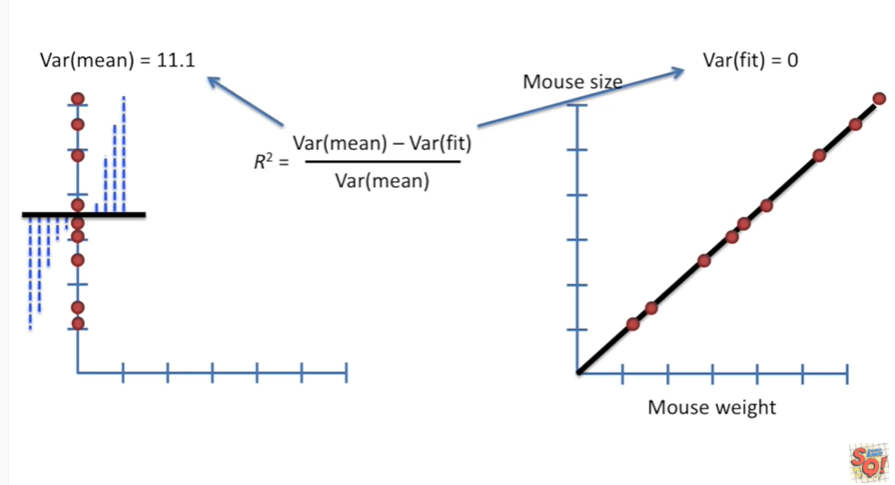 Var(mean) = 11.1
Var(fit) = 0
Mouse size
R² =
Var(mean) – Var(fit)
Var(mean)
Mouse weight